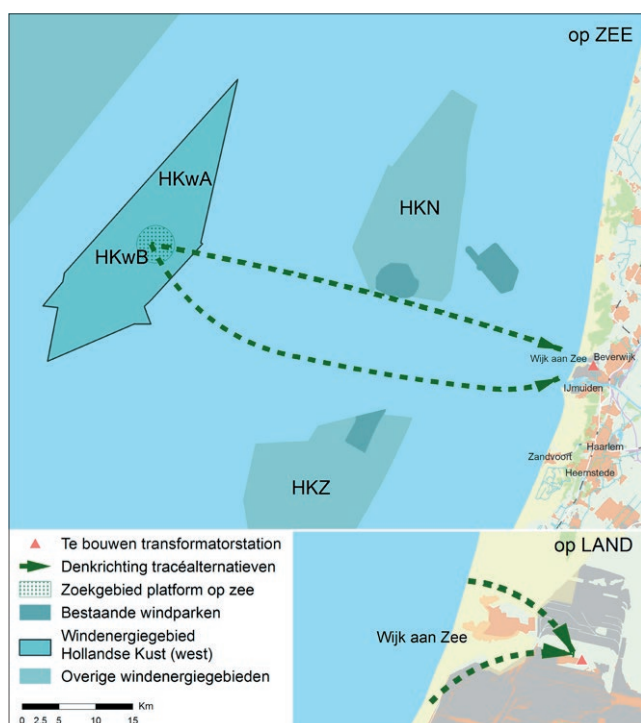 op ZEE
HKwA
HKN
HKwB
Wijk aan Zee
Beverwijk
IJmuiden
Haarlem
Zandvoort
Heemstede
HKZ
Te bouwen transformatorstation
Denkrichting tracéalternatieven
Zoekgebied platform op zee
Bestaande windparken
Windenergiegebied
Hollandse Kust (west)
Overige windenergiegebieden
Km
0 2.5 5 10 15
op LAND
Wijk aan Zee